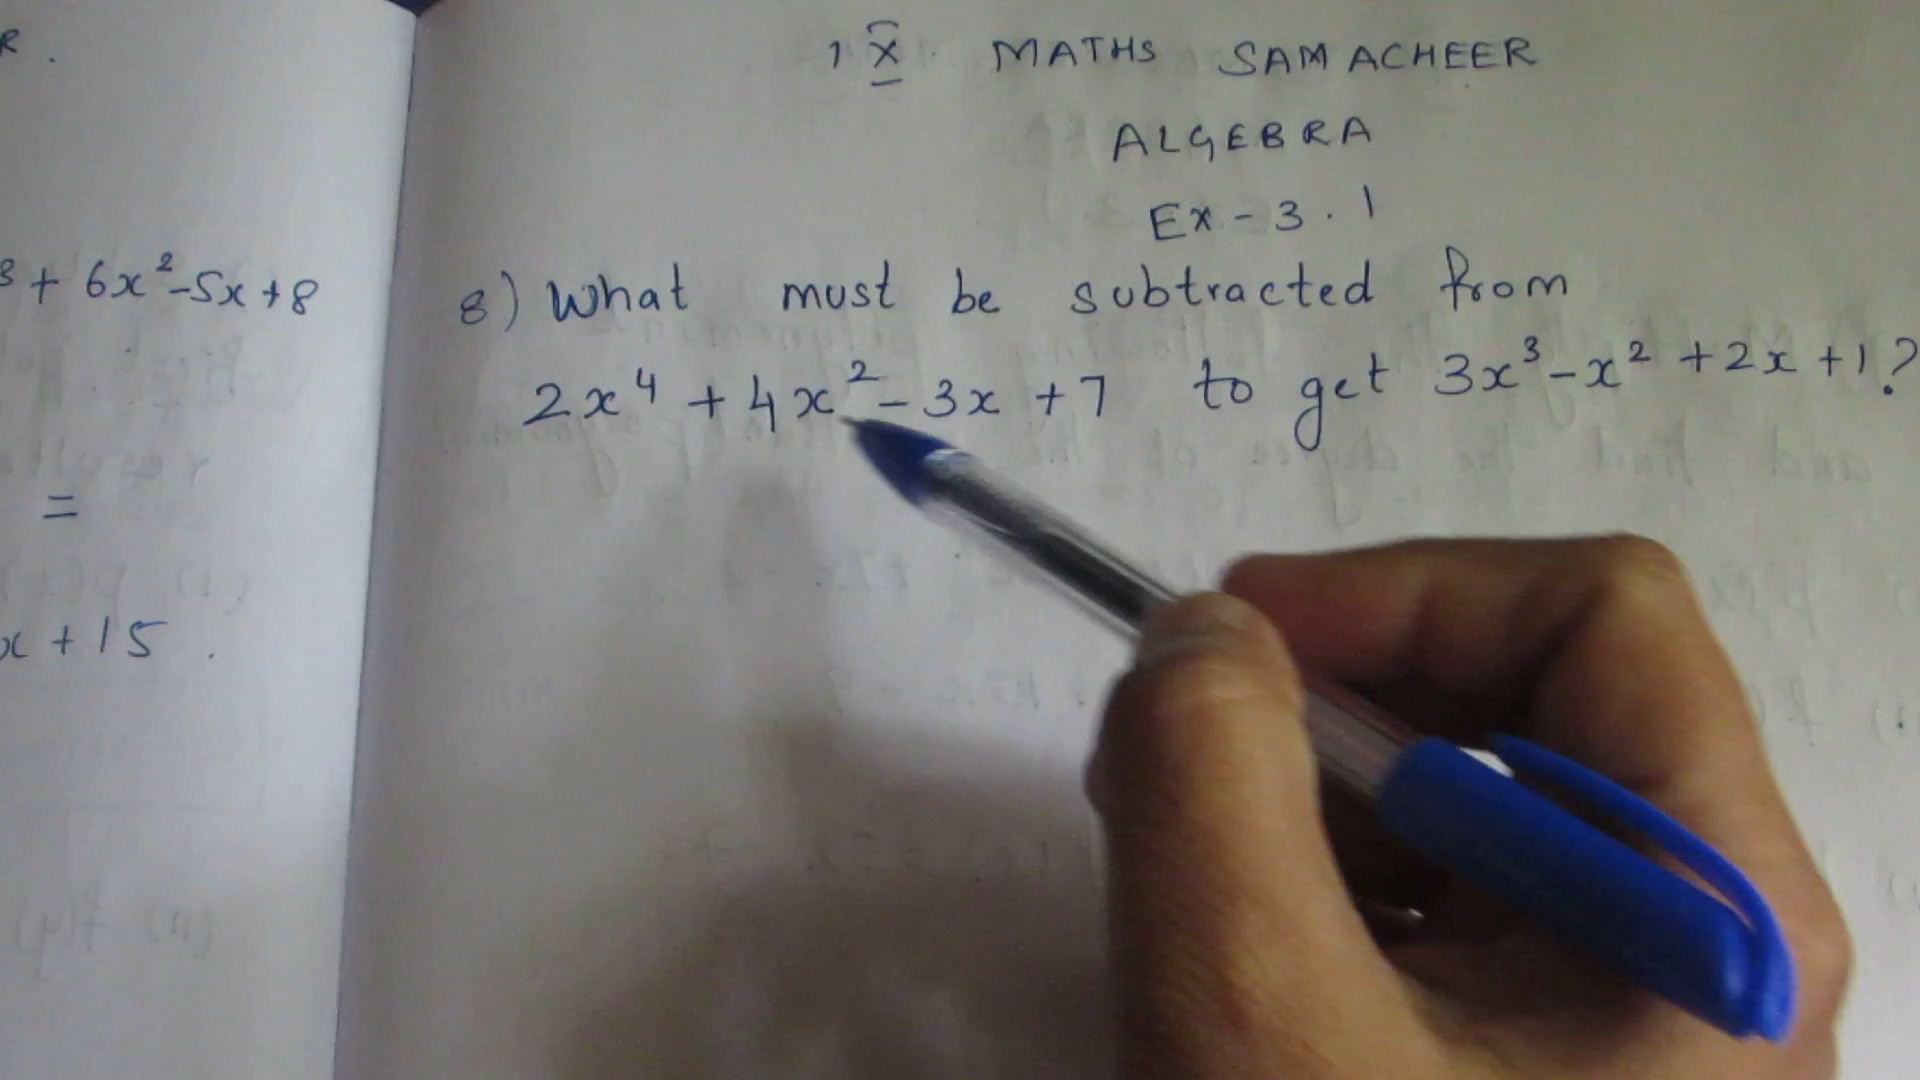 R.
3 + 6x²-5x+8
=
x + 15.
IX MATHS SAMACHEER
ALGEBRA
Ex - 3.1
8) What must be subtracted from
2x⁴ + 4x² - 3x + 7 to get 3x³ - x² + 2x + 1?